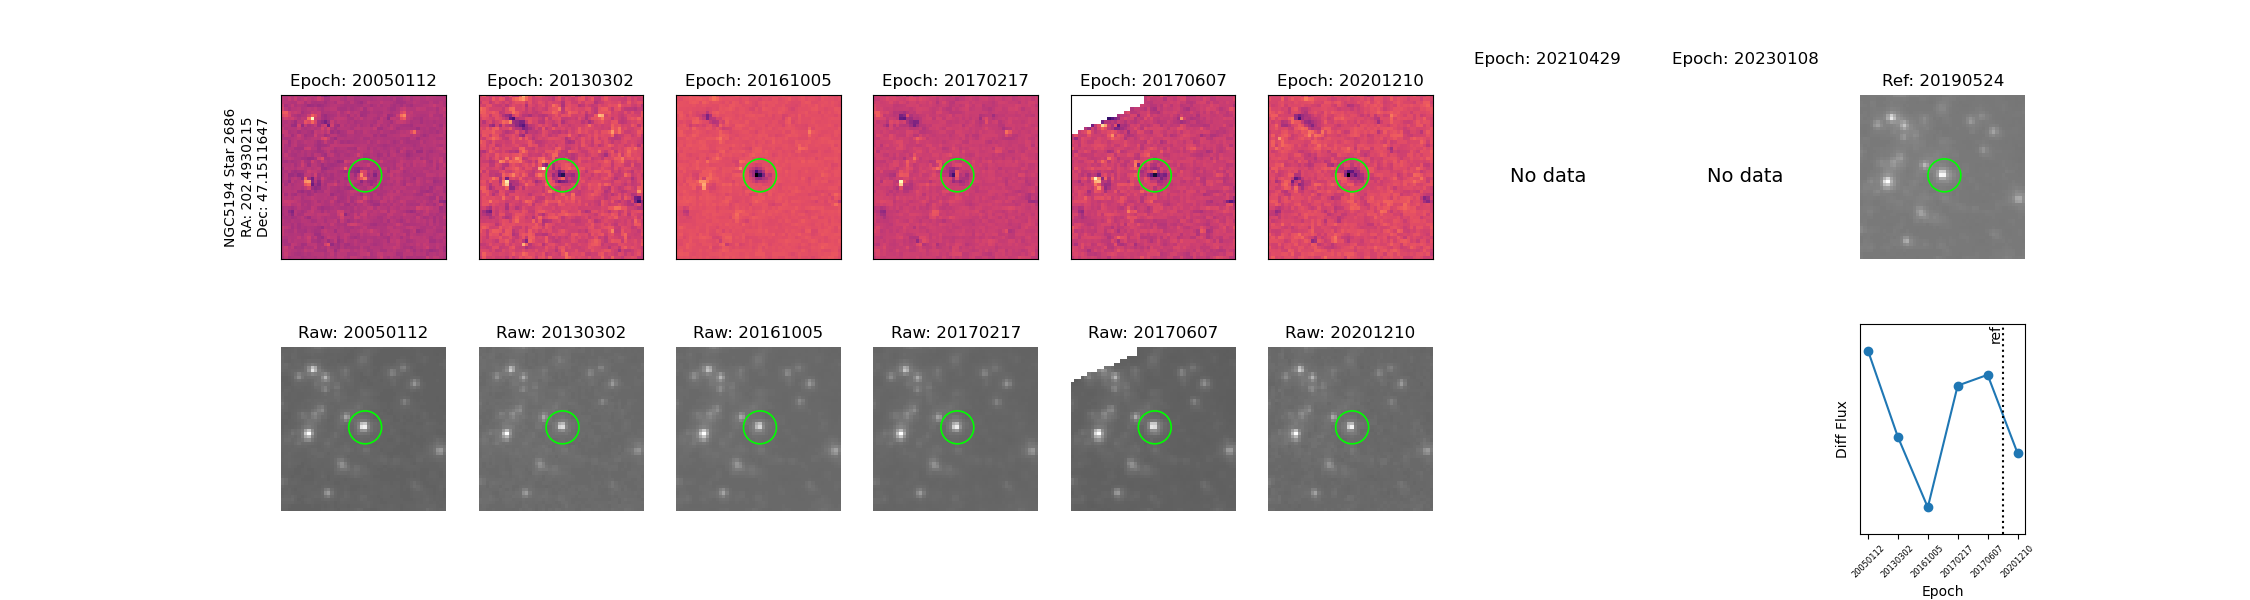 Epoch: 20050112
Epoch: 20130302
Epoch: 20161005
Epoch: 20170217
Epoch: 20170607
Epoch: 20201210
Epoch: 20210429
Epoch: 20230108
Ref: 20190524
NGC5194 Star 2686
RA: 202.4930215
Dec: 47.1511647
No data
No data
Raw: 20050112
Raw: 20130302
Raw: 20161005
Raw: 20170217
Raw: 20170607
Raw: 20201210
ref
Diff Flux
20050112
20130302
20161005
20170217
20170607
20201210
Epoch